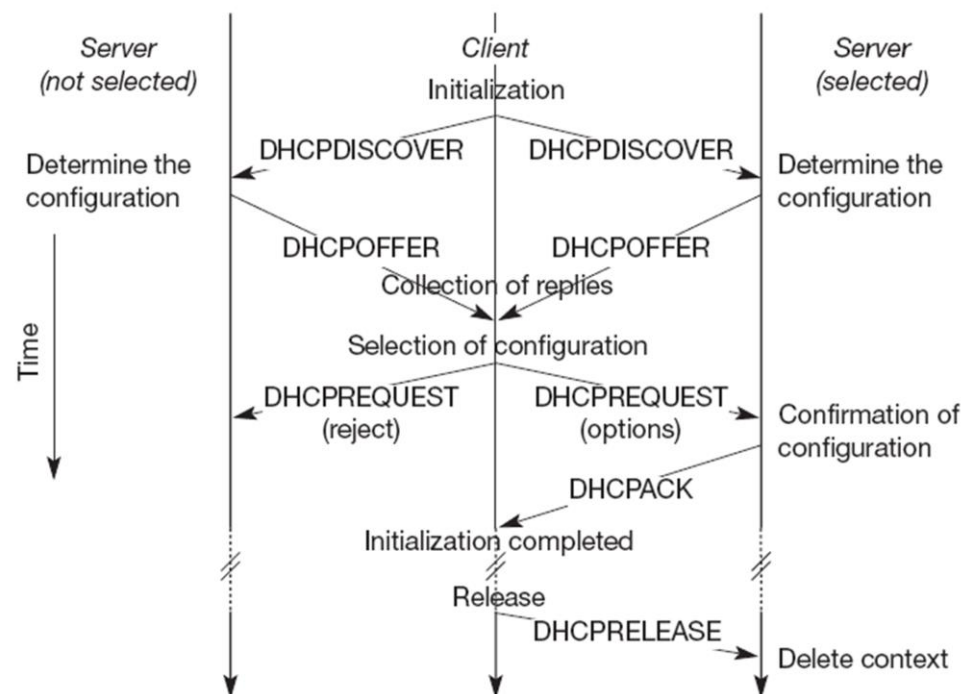 Server
(not selected)
Client
Server
(selected)
Initialization
DHCPDISCOVER
DHCPDISCOVER
Determine the
configuration
Determine the
configuration
DHCPOFFER
DHCPOFFER
Collection of replies
Time
Selection of configuration
DHCPREQUEST
(reject)
DHCPREQUEST
(options)
Confirmation of
configuration
DHCPACK
Initialization completed
Release
DHCPRELEASE
Delete context